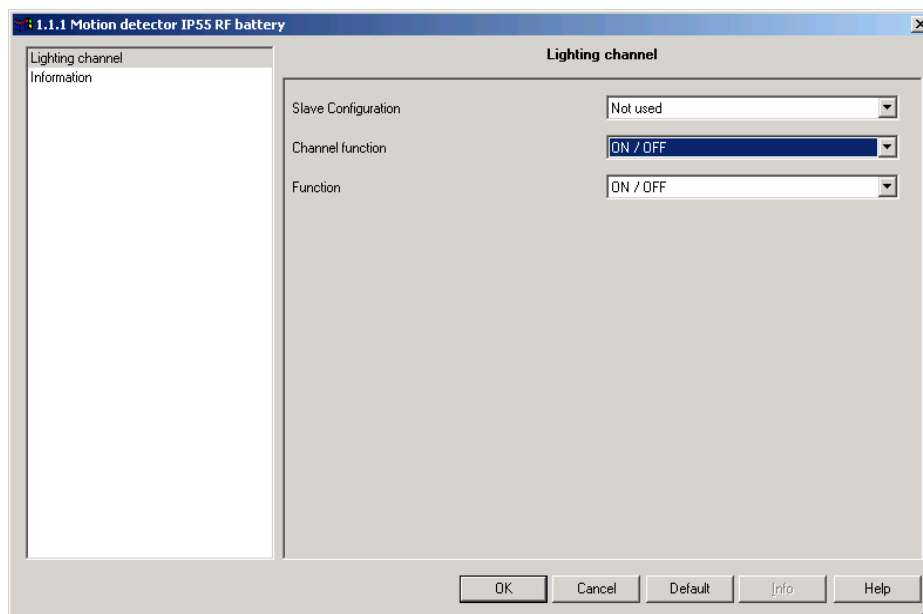 1.1.1 Motion detector IP55 RF battery
Lighting channel
Information
Lighting channel
Slave Configuration
Not used
Channel function
ON / OFF
Function
ON / OFF
OK
Cancel
Default
Info
Help